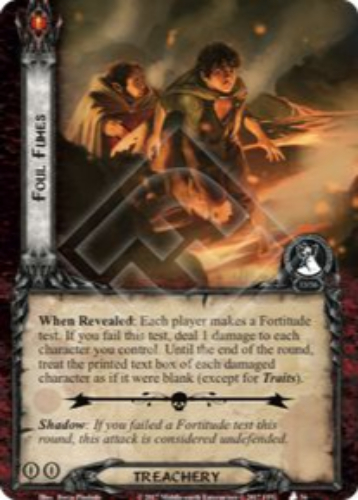 FOUL FUMES
When Revealed: Each player makes a Fortitude
test. If you fail this test, deal 1 damage to each
character you control. Until the end of the round,
treat the printed text box of each damaged
character as if it were blank (except for Traits).
Shadow: If you failed a Fortitude test this
round, this attack is considered undefended.
TREACHERY